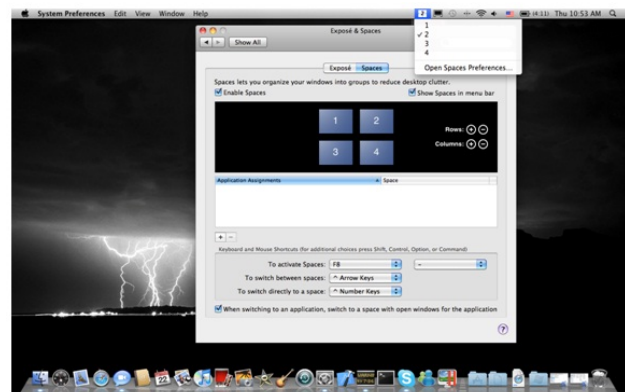 System Preferences Edit View Window Help
2 (4:11) Thu 10:53 AM
1
✓ 2
3
4
Open Spaces Preferences...
Exposé & Spaces
Show All
Exposé Spaces
Spaces lets you organize your windows into groups to reduce desktop clutter.
Enable Spaces Show Spaces in menu bar
1 2
3 4
Rows:
Columns:
Application Assignments Space
+ -
Keyboard and Mouse Shortcuts (for additional choices press Shift, Control, Option, or Command)
To activate Spaces: F8 -
To switch between spaces: ^ Arrow Keys
To switch directly to a space: ^ Number Keys
When switching to an application, switch to a space with open windows for the application
?
22